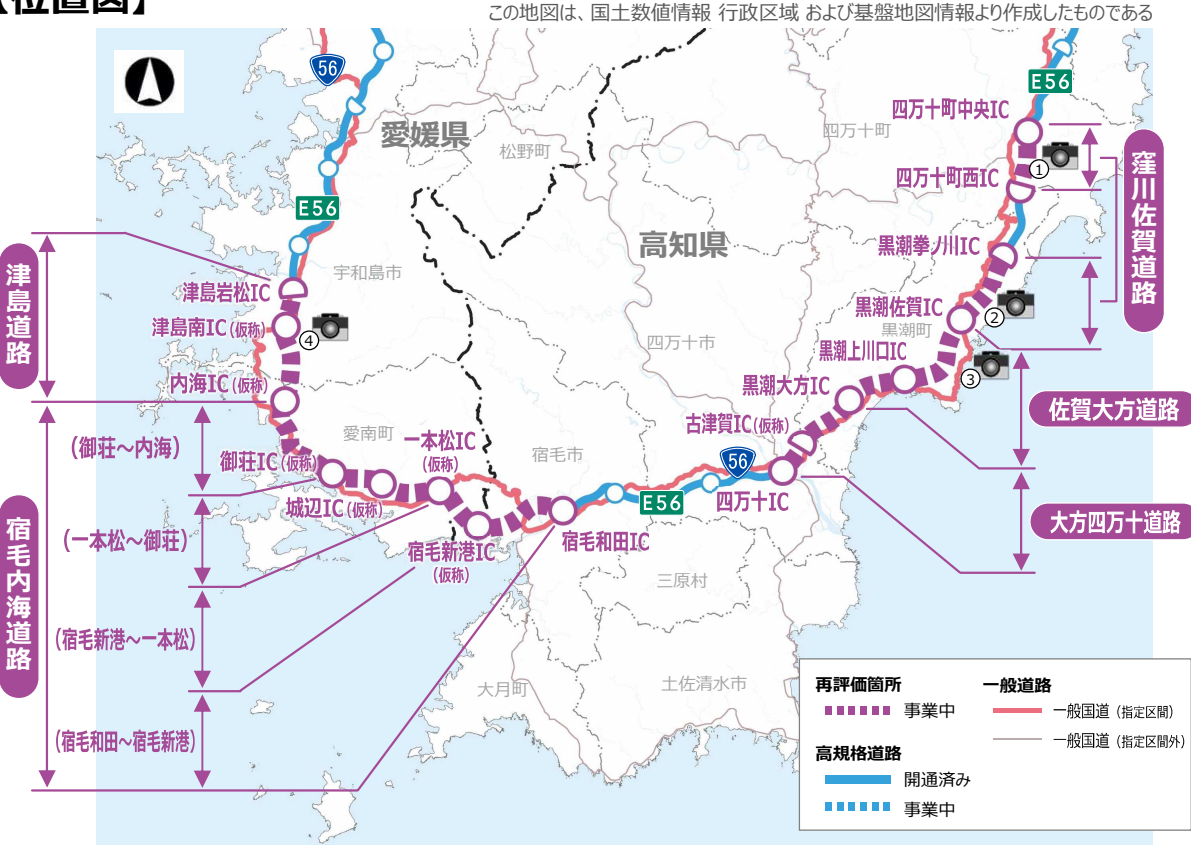 【位置図】
この地図は、国土数値情報 行政区域 および基盤地図情報より作成したものである
56
E56
愛媛県
松野町
四万十町
四万十町中央IC
①
四万十町西IC
窪川佐賀道路
E56
高知県
黒潮拳ノ川IC
津島道路
宇和島市
津島岩松IC
津島南IC(仮称)
④
黒潮佐賀IC
②
黒潮町
四万十市
黒潮上川口IC
③
内海IC(仮称)
黒潮大方IC
佐賀大方道路
古津賀IC(仮称)
愛南町
(御荘~内海)
一本松IC
(仮称)
宿毛市
御荘IC(仮称)
56
E56
四万十IC
城辺IC(仮称)
大方四万十道路
宿毛内海道路
(一本松~御荘)
宿毛新港IC
(仮称)
宿毛和田IC
三原村
(宿毛新港~一本松)
大月町
土佐清水市
(宿毛和田~宿毛新港)
再評価箇所
事業中
高規格道路
開通済み
事業中
一般道路
一般国道(指定区間)
一般国道(指定区間外)